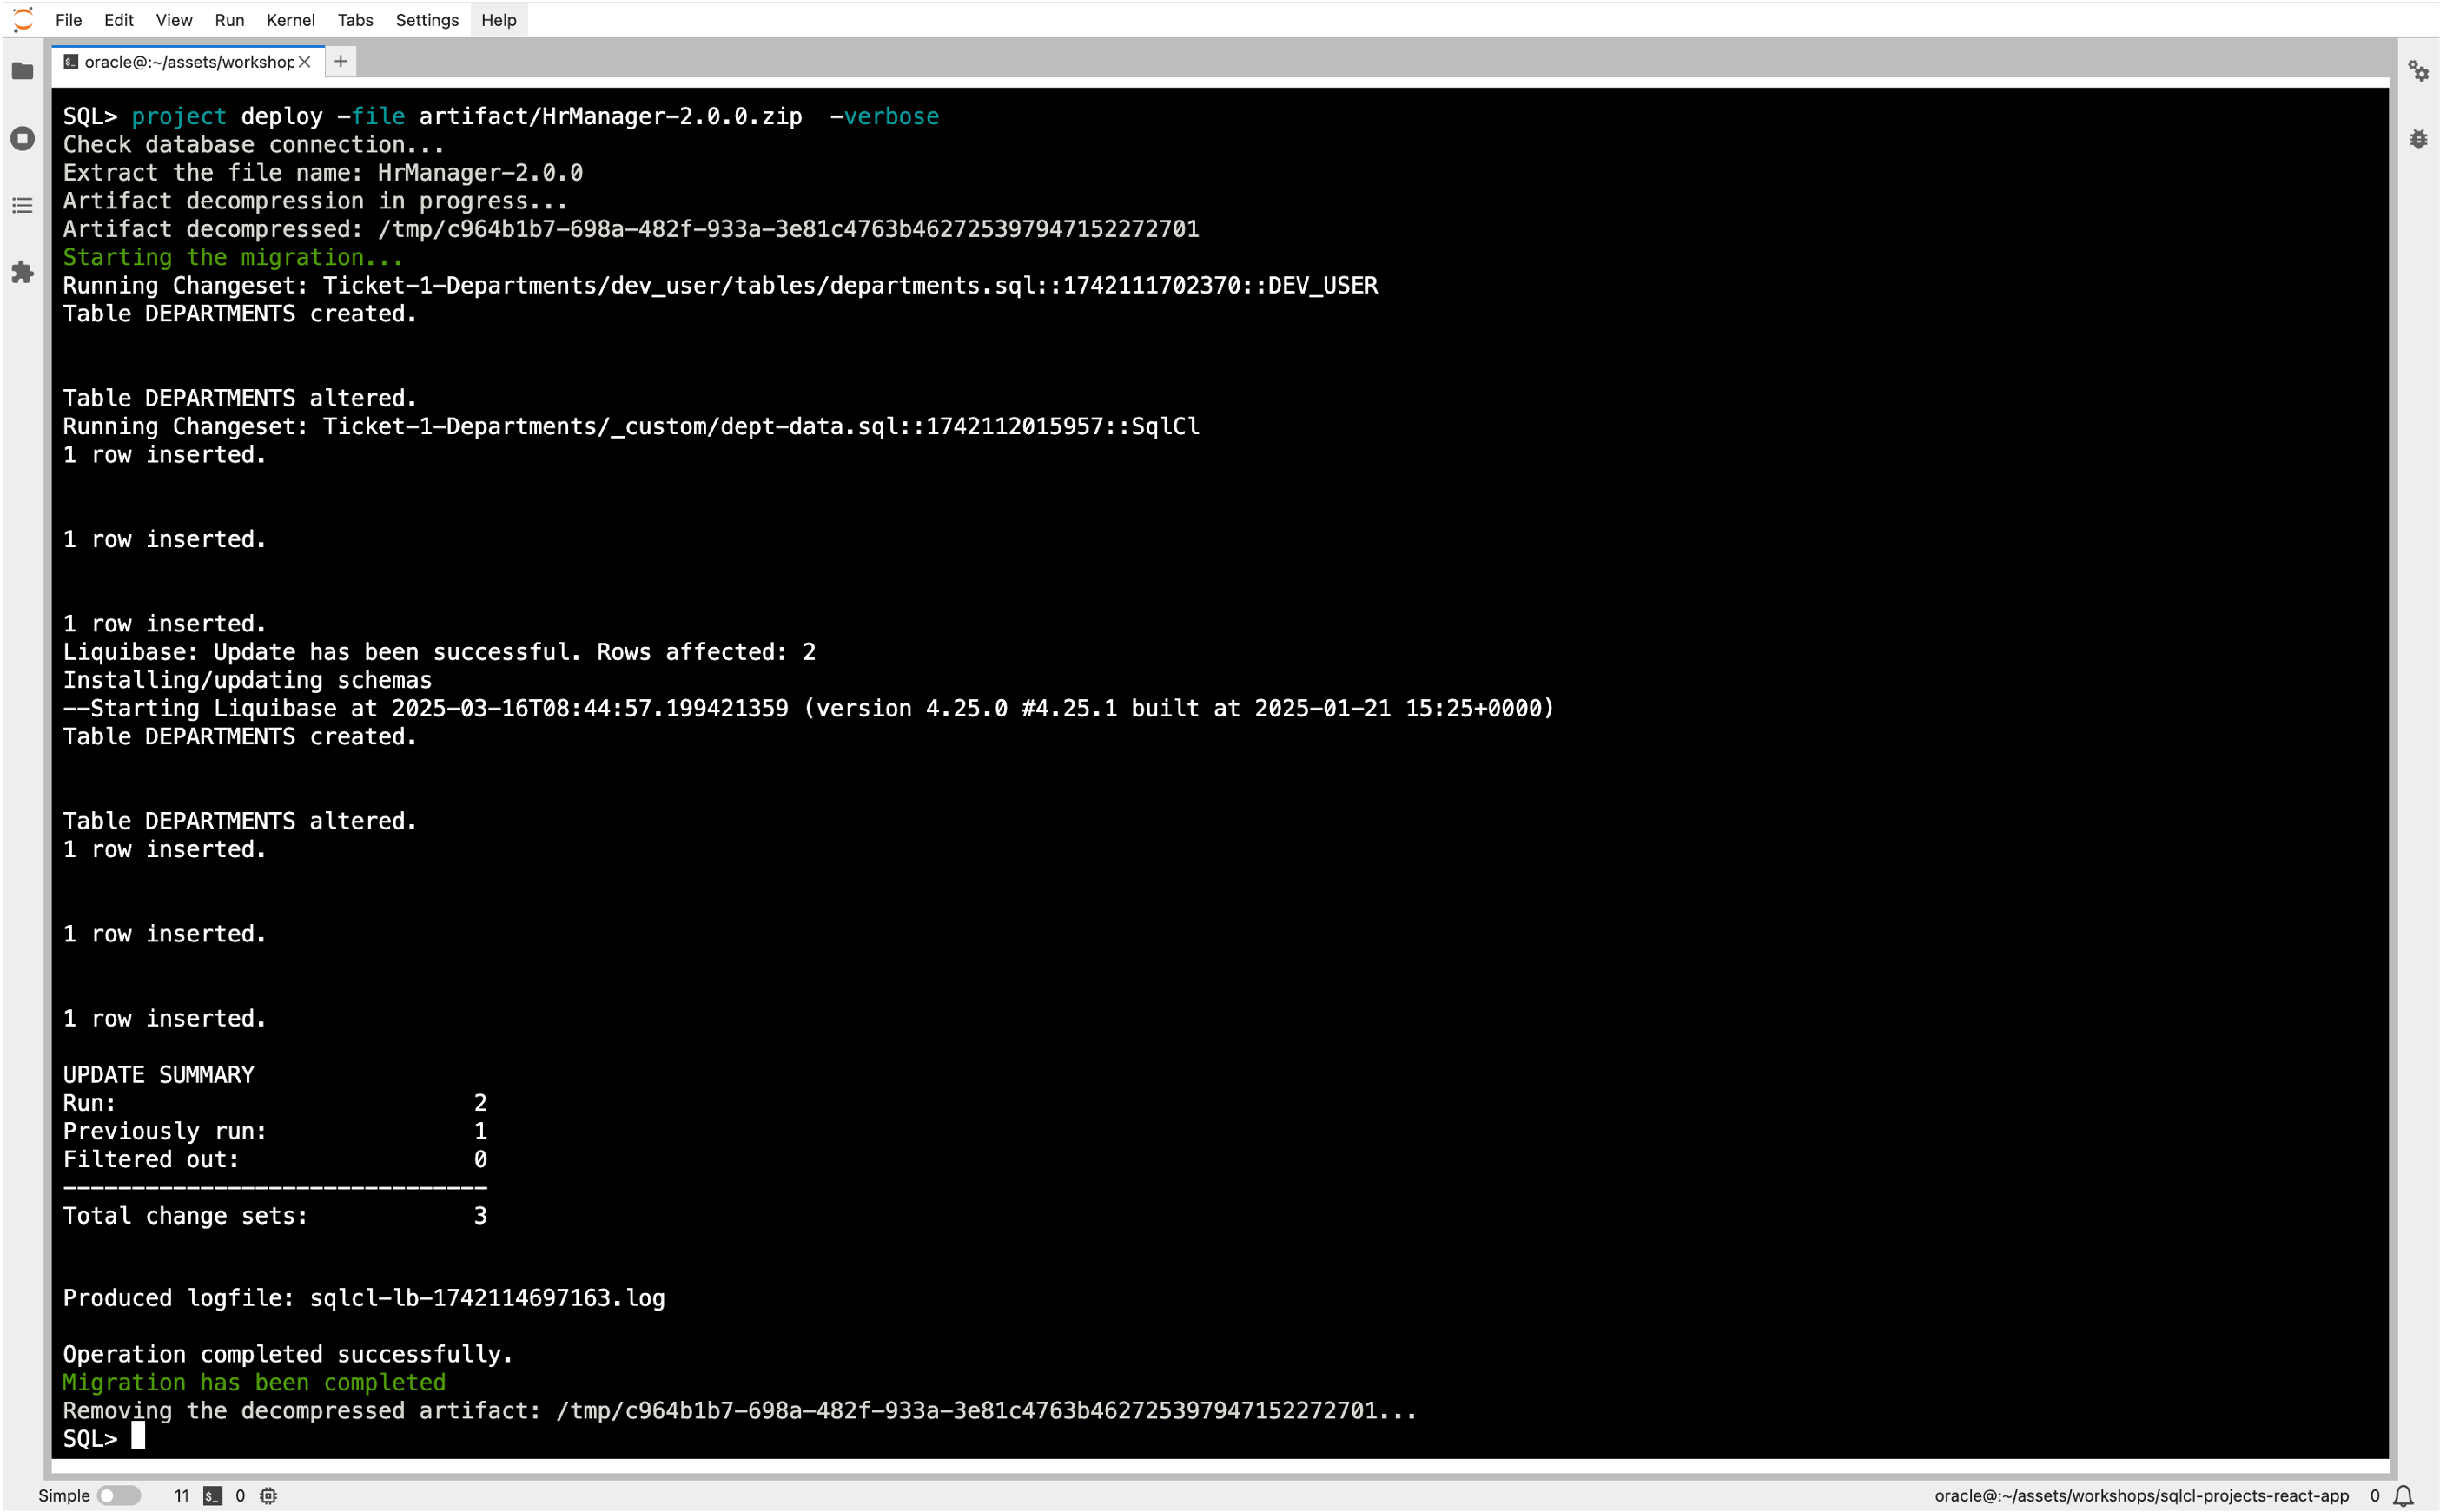 File Edit View Run Kernel Tabs Settings Help
oracle@:~/assets/workshop
SQL> project deploy -file artifact/HrManager-2.0.0.zip  -verbose
Check database connection...
Extract the file name: HrManager-2.0.0
Artifact decompression in progress...
Artifact decompressed: /tmp/c964b1b7-698a-482f-933a-3e81c4763b462725397947152272701
Starting the migration...
Running Changeset: Ticket-1-Departments/dev_user/tables/departments.sql::1742111702370::DEV_USER
Table DEPARTMENTS created.
Table DEPARTMENTS altered.
Running Changeset: Ticket-1-Departments/_custom/dept-data.sql::1742112015957::SqlCl
1 row inserted.
1 row inserted.
1 row inserted.
Liquibase: Update has been successful. Rows affected: 2
Installing/updating schemas
--Starting Liquibase at 2025-03-16T08:44:57.199421359 (version 4.25.0 #4.25.1 built at 2025-01-21 15:25+0000)
Table DEPARTMENTS created.
Table DEPARTMENTS altered.
1 row inserted.
1 row inserted.
1 row inserted.
UPDATE SUMMARY
Run: 2
Previously run: 1
Filtered out: 0
-------------------------------
Total change sets: 3
Produced logfile: sqlcl-lb-1742114697163.log
Operation completed successfully.
Migration has been completed
Removing the decompressed artifact: /tmp/c964b1b7-698a-482f-933a-3e81c4763b462725397947152272701...
SQL>
Simple 11 $_ 0 oracle@:~/assets/workshops/sqlcl-projects-react-app 0